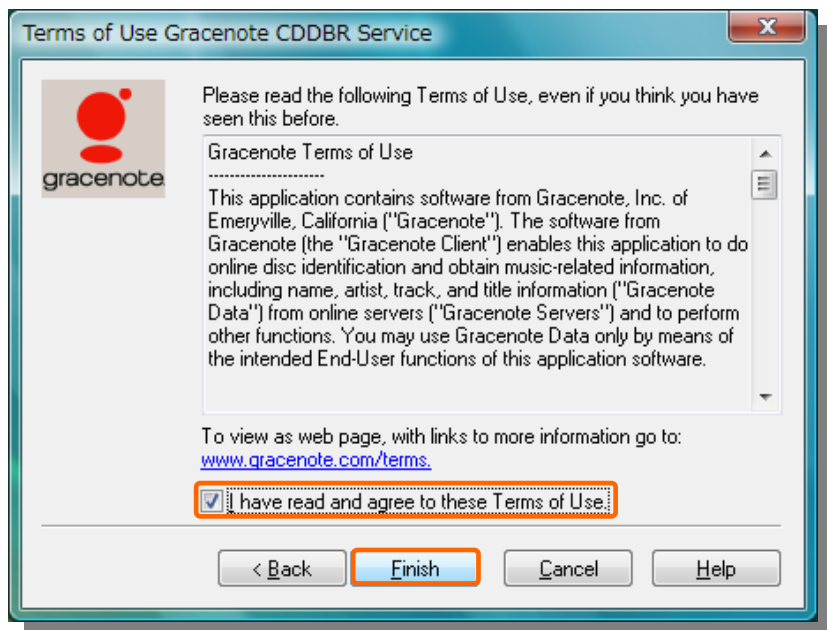 Terms of Use Gracenote CDDBR Service
gracenote.
Please read the following Terms of Use, even if you think you have
seen this before.
Gracenote Terms of Use
-----------------------
This application contains software from Gracenote, Inc. of
Emeryville, California ("Gracenote"). The software from
Gracenote (the "Gracenote Client") enables this application to do
online disc identification and obtain music-related information,
including name, artist, track, and title information ("Gracenote
Data") from online servers ("Gracenote Servers") and to perform
other functions. You may use Gracenote Data only by means of
the intended End-User functions of this application software.
To view as web page, with links to more information go to:
www.gracenote.com/terms.
I have read and agree to these Terms of Use.
< Back Finish Cancel Help